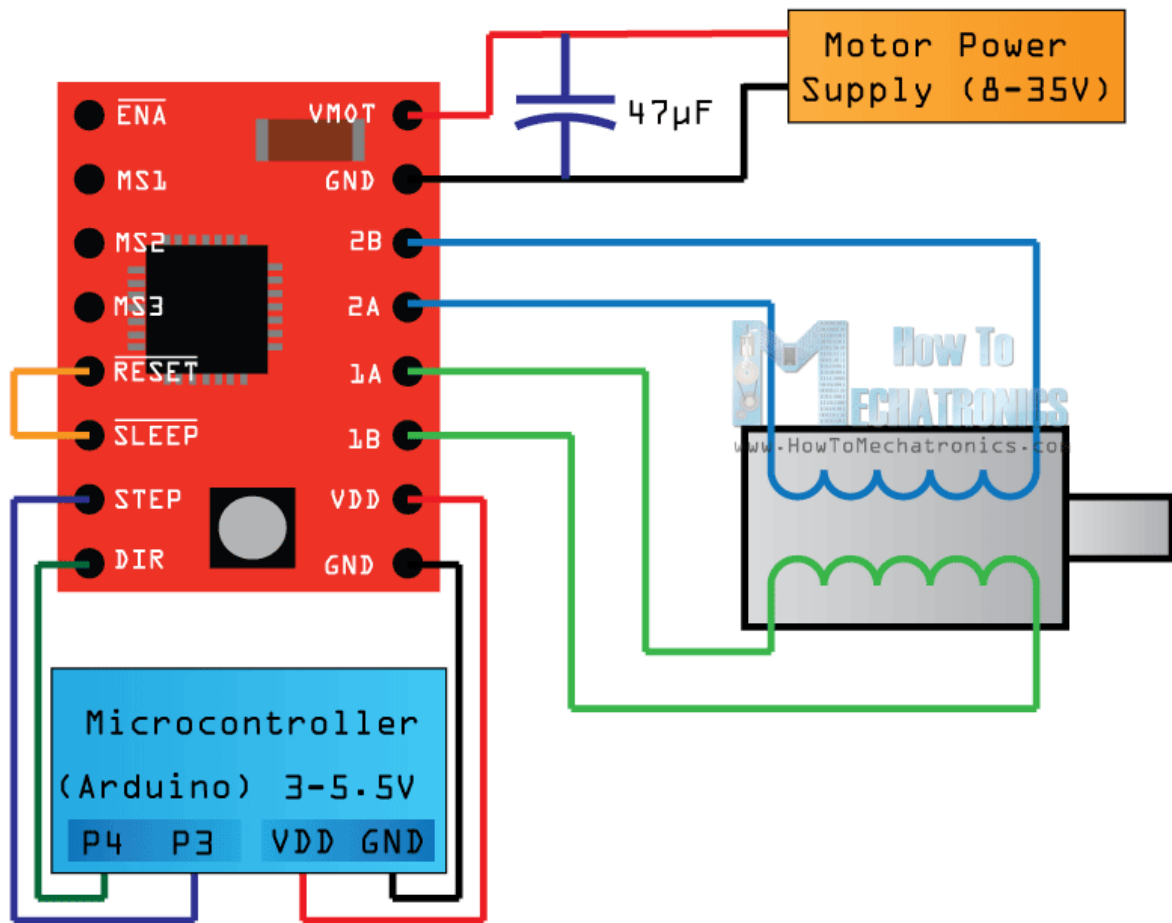 Motor Power
Supply (8-35V)
47µF
ENA
VMOT
MS1
GND
MS2
2B
MS3
2A
RESET
1A
SLEEP
1B
STEP
VDD
DIR
GND
How To
MECHATRONICS
www.HowToMechatronics.com
Microcontroller
(Arduino) 3-5.5V
P4 P3 VDD GND